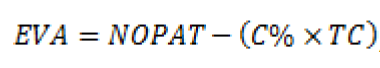 EVA = NOPAT − (C% × TC)